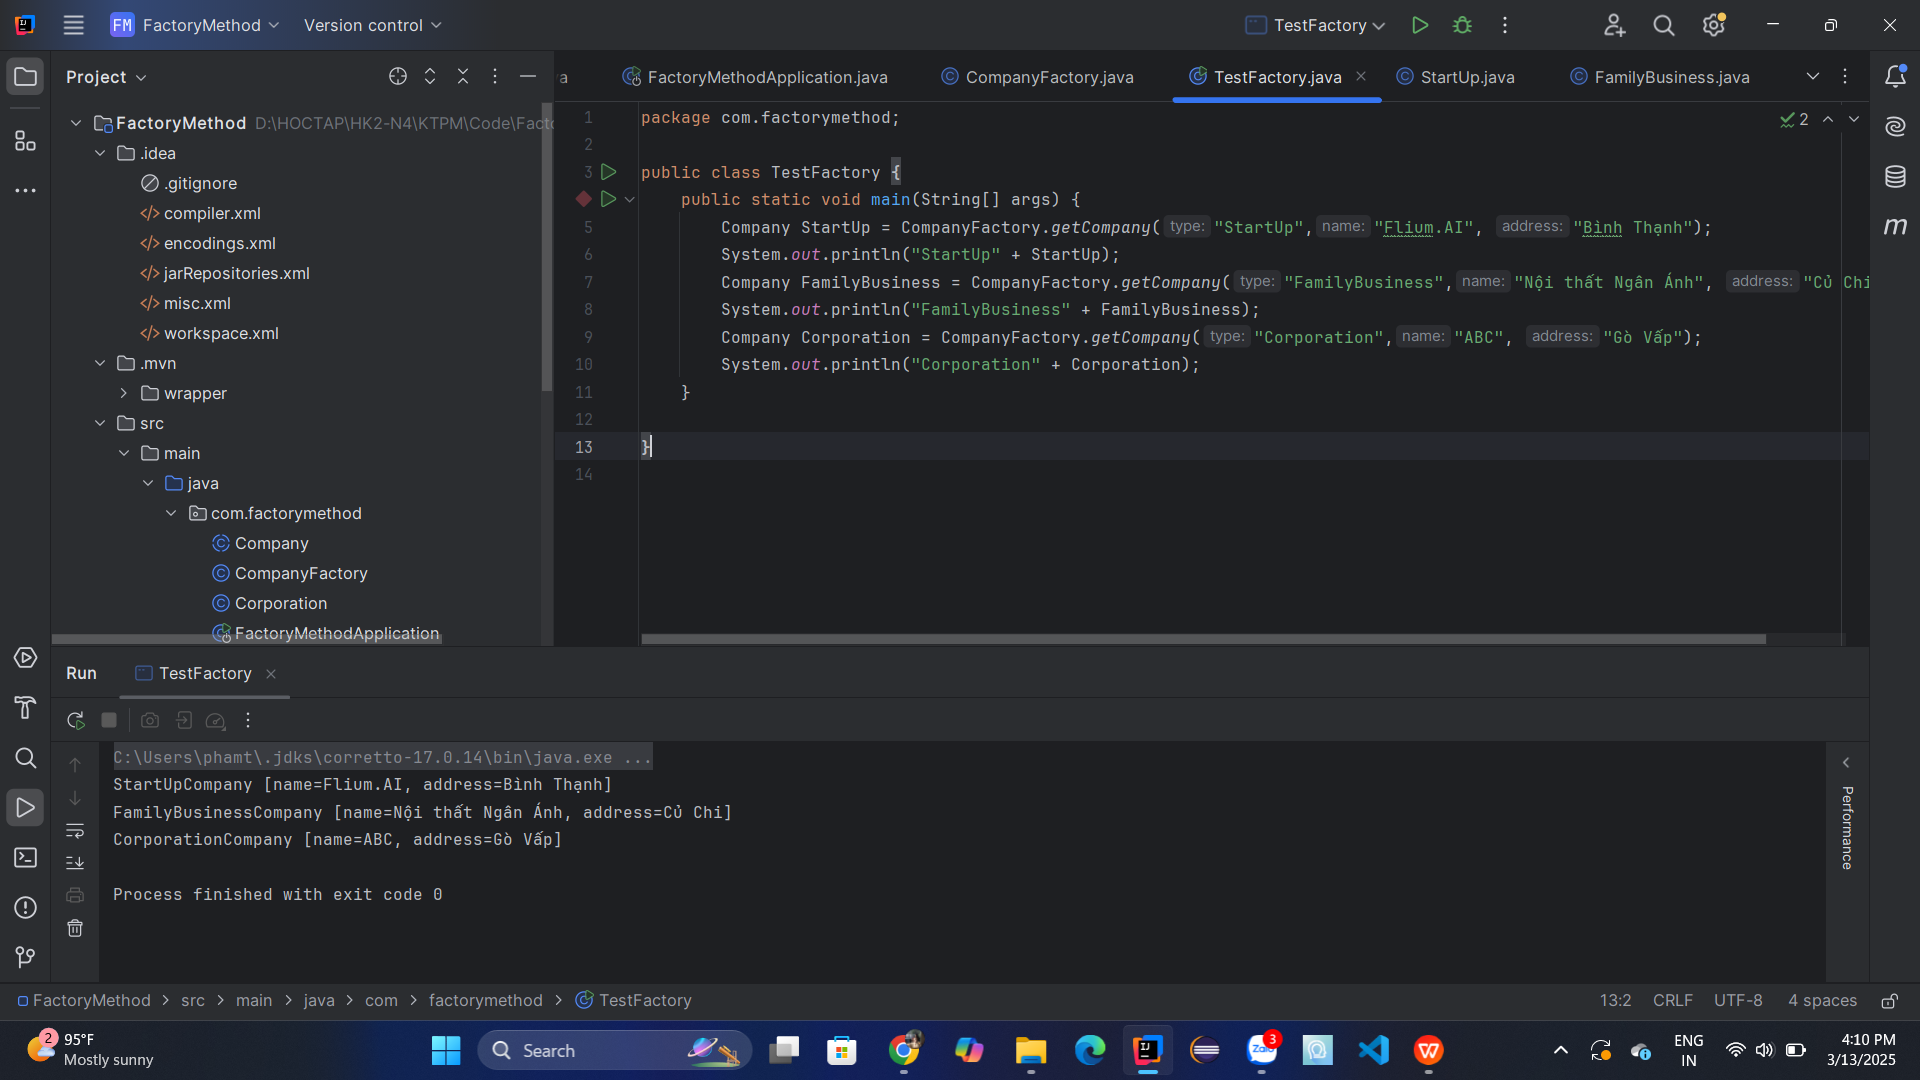 FM FactoryMethod Version control TestFactory
Project
FactoryMethod D:\HOCTAP\HK2-N4\KTPM\Code\Facto
.idea
.gitignore
compiler.xml
encodings.xml
jarRepositories.xml
misc.xml
workspace.xml
.mvn
wrapper
src
main
java
com.factorymethod
Company
CompanyFactory
Corporation
FactoryMethodApplication
va FactoryMethodApplication.java CompanyFactory.java TestFactory.java StartUp.java FamilyBusiness.java
2
1 package com.factorymethod;
2
3 public class TestFactory {
public static void main(String[] args) {
5 Company StartUp = CompanyFactory.getCompany( type: "StartUp", name: "Flium.AI", address: "Bình Thạnh");
6 System.out.println("StartUp" + StartUp);
7 Company FamilyBusiness = CompanyFactory.getCompany( type: "FamilyBusiness", name: "Nội thất Ngân Ánh", address: "Củ Chi
8 System.out.println("FamilyBusiness" + FamilyBusiness);
9 Company Corporation = CompanyFactory.getCompany( type: "Corporation", name: "ABC", address: "Gò Vấp");
10 System.out.println("Corporation" + Corporation);
11 }
12
13 }
14
m
Run TestFactory
C:\Users\phamt\.jdks\corretto-17.0.14\bin\java.exe ...
StartUpCompany [name=Flium.AI, address=Bình Thạnh]
FamilyBusinessCompany [name=Nội thất Ngân Ánh, address=Củ Chi]
CorporationCompany [name=ABC, address=Gò Vấp]
Process finished with exit code 0
Performance
FactoryMethod > src > main > java > com > factorymethod > TestFactory 13:2 CRLF UTF-8 4 spaces
2 95°F
Mostly sunny
Search
Zalo 3
ENG
IN
4:10 PM
3/13/2025